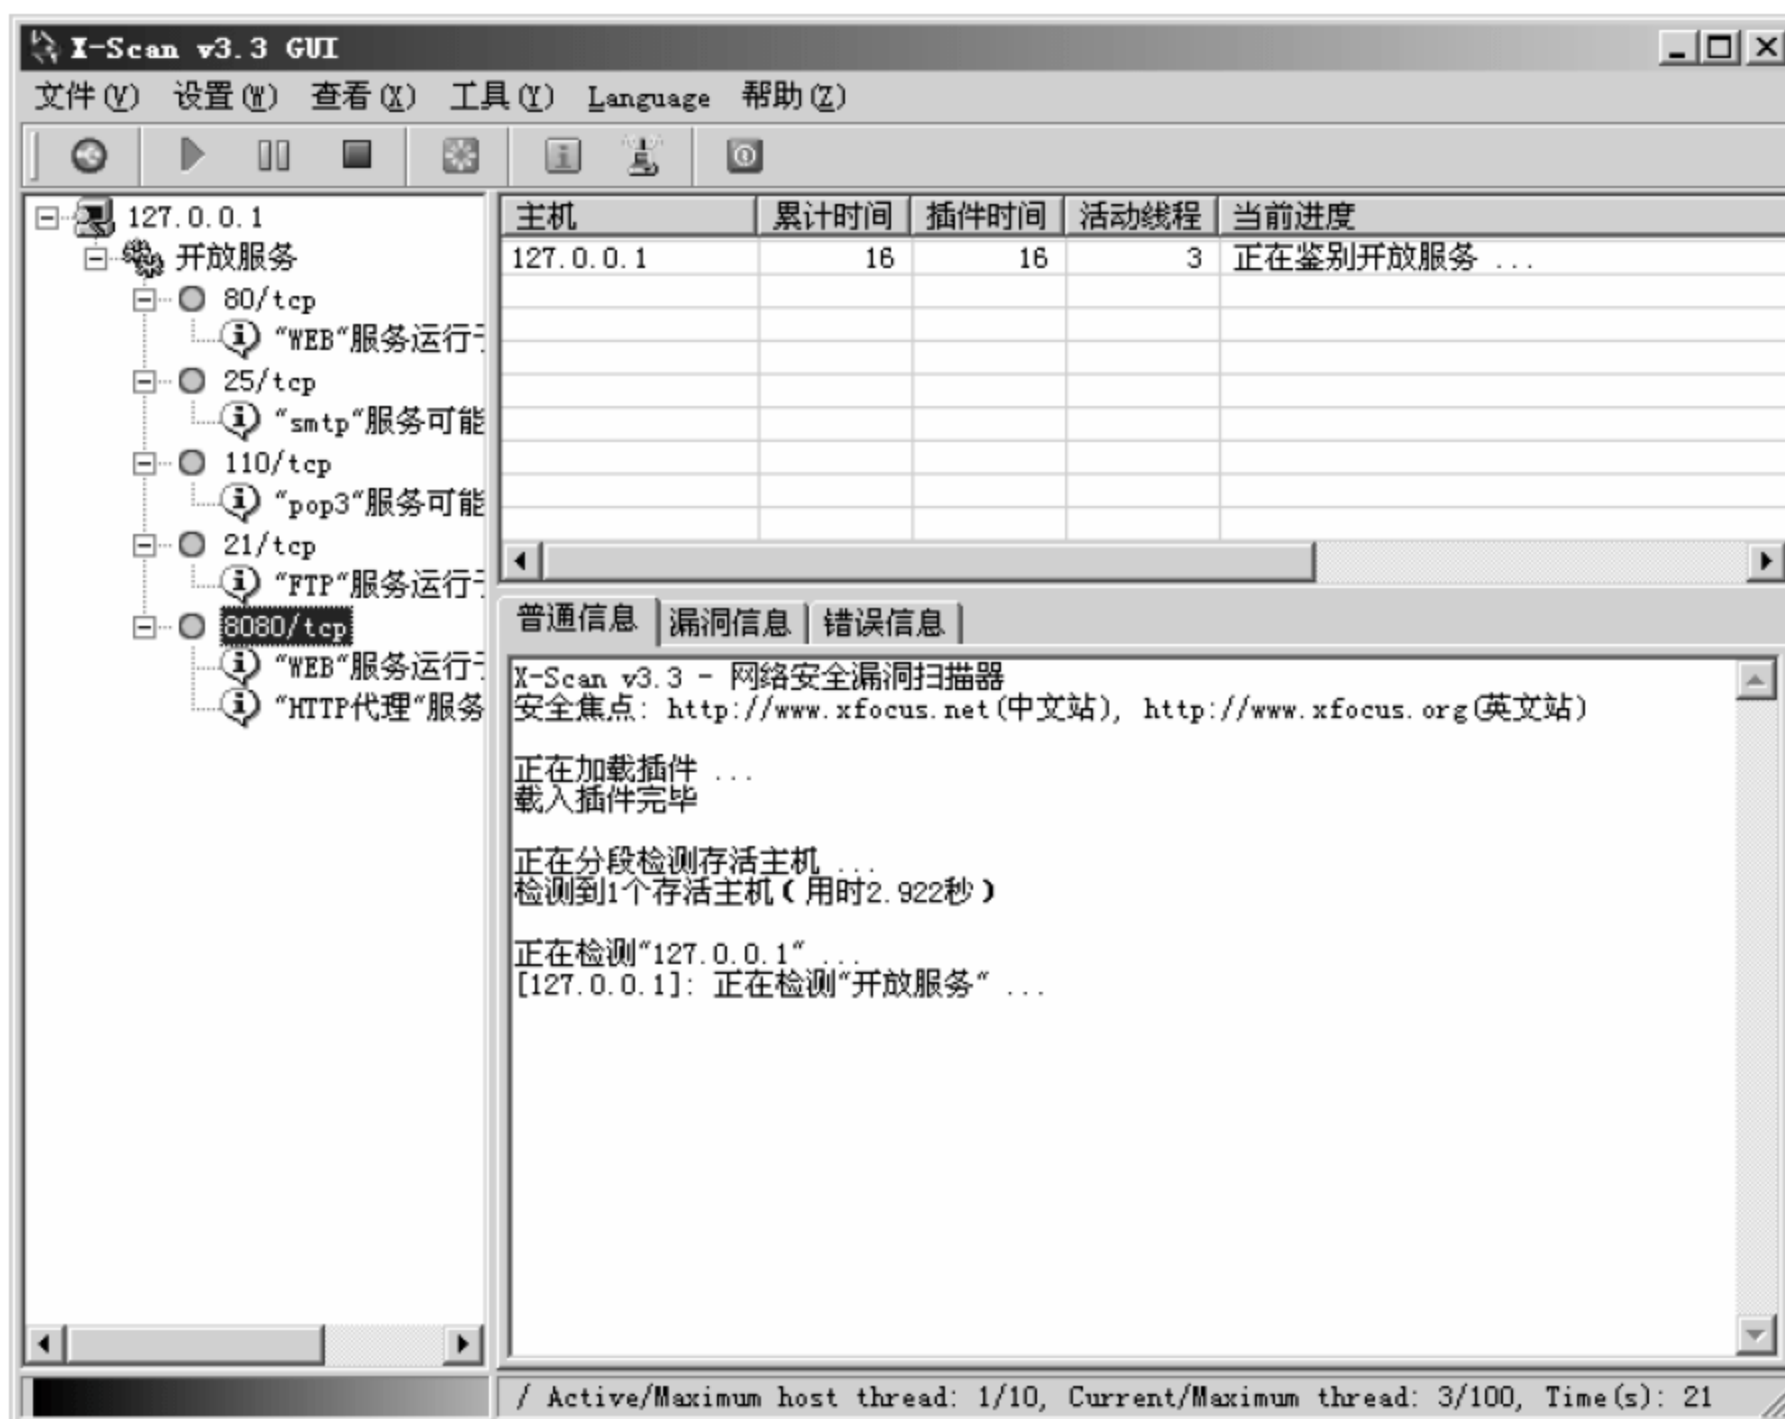 X-Scan v3.3 GUI
文件(V) 设置(W) 查看(X) 工具(Y) Language 帮助(Z)
127.0.0.1
开放服务
80/tcp
"WEB"服务运行于
25/tcp
"smtp"服务可能
110/tcp
"pop3"服务可能
21/tcp
"FTP"服务运行于
8080/tcp
"WEB"服务运行于
"HTTP代理"服务
主机 累计时间 插件时间 活动线程 当前进度
127.0.0.1 16 16 3 正在鉴别开放服务 ...
普通信息 漏洞信息 错误信息
X-Scan v3.3 - 网络安全漏洞扫描器
安全焦点: http://www.xfocus.net(中文站), http://www.xfocus.org(英文站)
正在加载插件 ...
载入插件完毕
正在分段检测存活主机 ...
检测到1个存活主机(用时2.922秒)
正在检测"127.0.0.1" ...
[127.0.0.1]: 正在检测"开放服务" ...
/ Active/Maximum host thread: 1/10, Current/Maximum thread: 3/100, Time(s): 21